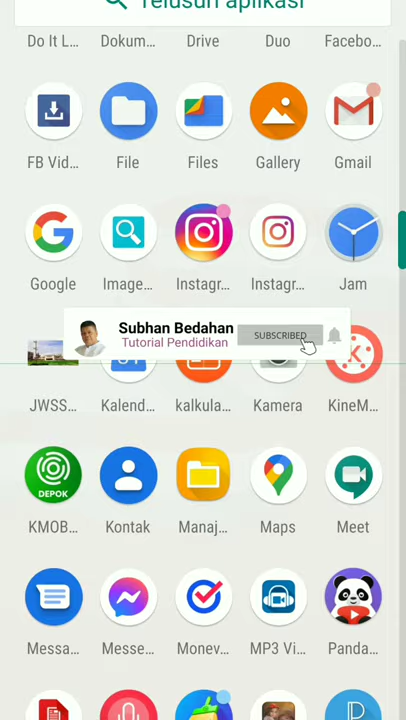 Telusuri aplikasi
Do It L... Dokum... Drive Duo Facebo...
FB Vid... File Files Gallery Gmail
Google Image... Instagr... Instagr... Jam
Subhan Bedahan
Tutorial Pendidikan
SUBSCRIBED
JWSS... Kalend... kalkula... Kamera KineM...
DEPOK
KMOB... Kontak Manaj... Maps Meet
Messa... Messe... Monev... MP3 Vi... Panda...